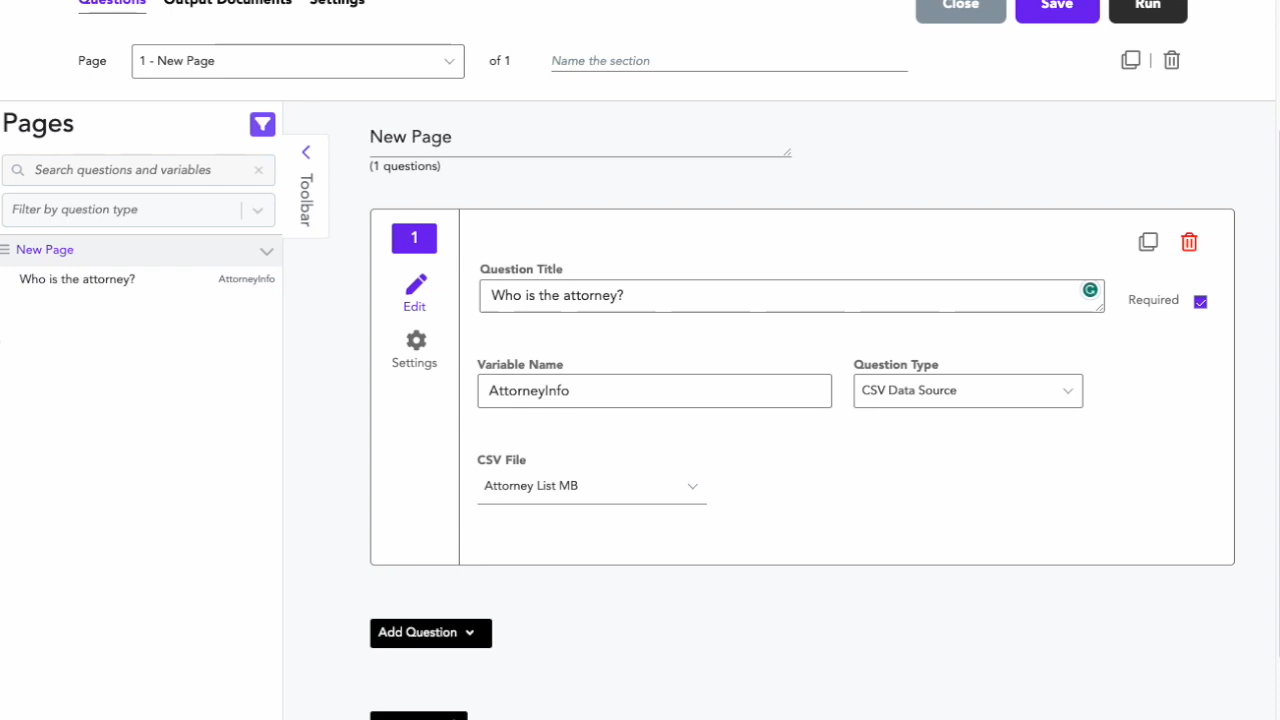 Questions Output Documents Settings Close Save Run
Page 1 - New Page of 1 Name the section
Pages
Search questions and variables
Filter by question type
Toolbar
New Page
Who is the attorney? AttorneyInfo
New Page
(1 questions)
1
Edit
Settings
Question Title
Who is the attorney?
Required
Variable Name Question Type
AttorneyInfo CSV Data Source
CSV File
Attorney List MB
Add Question